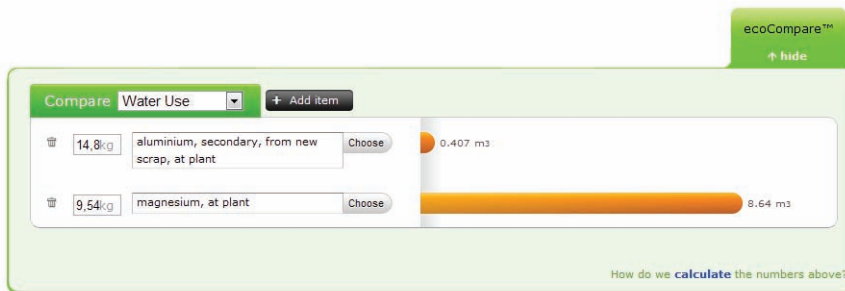 ecoCompare™
↑ hide
Compare Water Use + Add item
14,8kg aluminium, secondary, from new scrap, at plant Choose 0.407 m3
9,54kg magnesium, at plant Choose 8.64 m3
How do we calculate the numbers above?